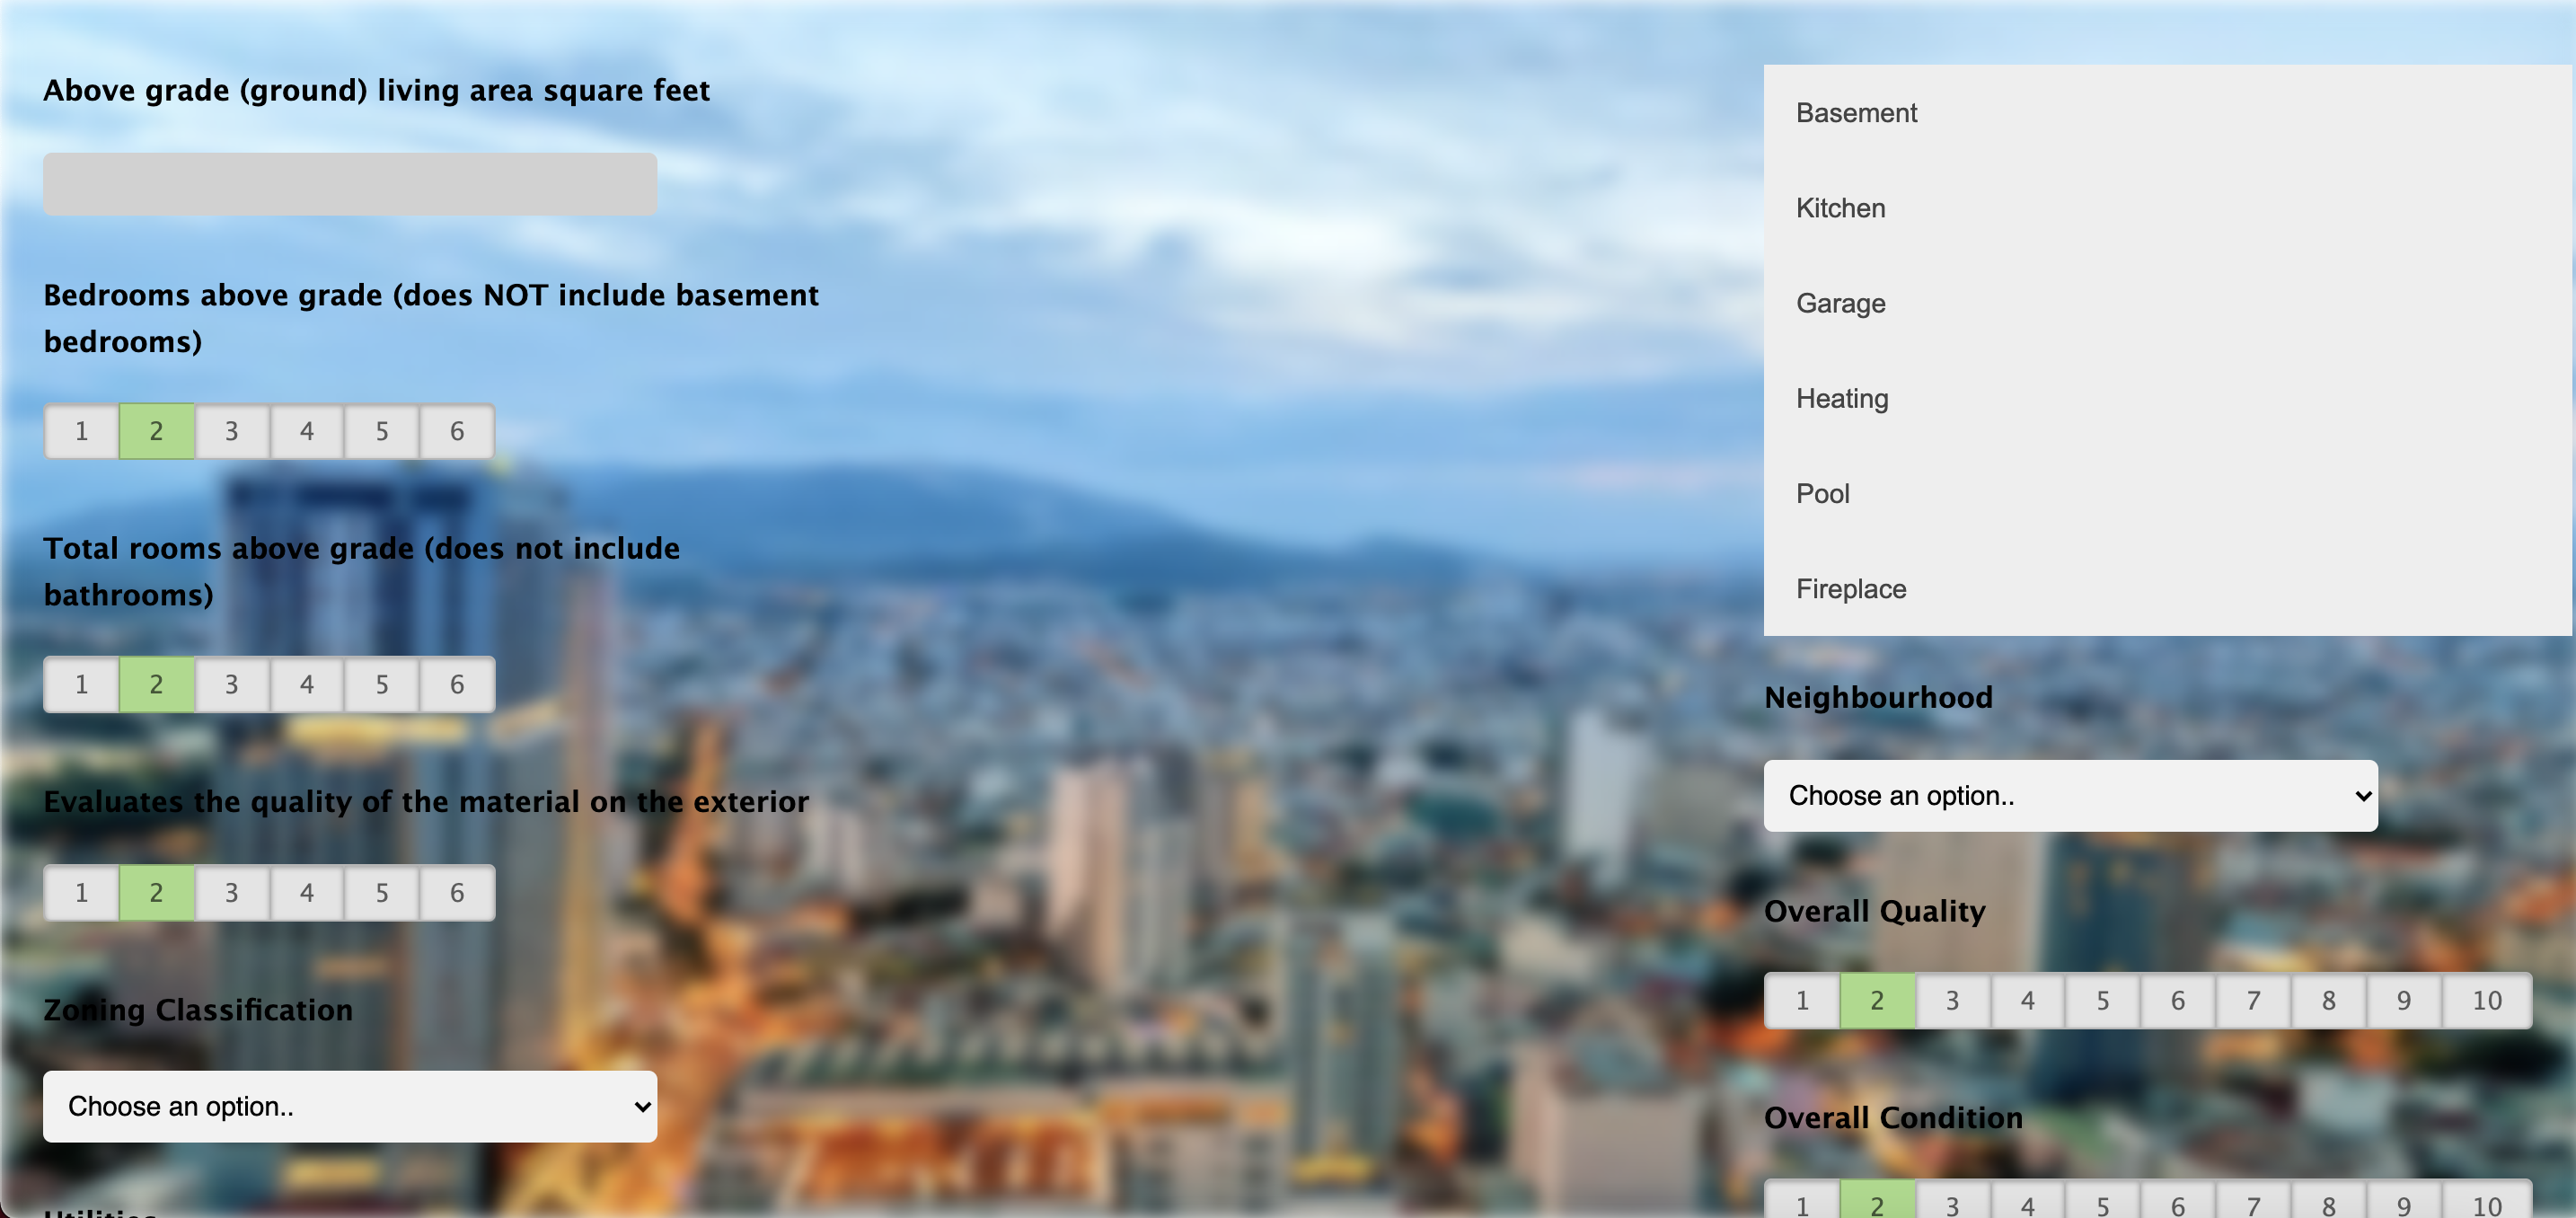 Above grade (ground) living area square feet
Bedrooms above grade (does NOT include basement
bedrooms)
1 2 3 4 5 6
Total rooms above grade (does not include
bathrooms)
1 2 3 4 5 6
Evaluates the quality of the material on the exterior
1 2 3 4 5 6
Zoning Classification
Choose an option..
Utilities
Basement
Kitchen
Garage
Heating
Pool
Fireplace
Neighbourhood
Choose an option..
Overall Quality
1 2 3 4 5 6 7 8 9 10
Overall Condition
1 2 3 4 5 6 7 8 9 10